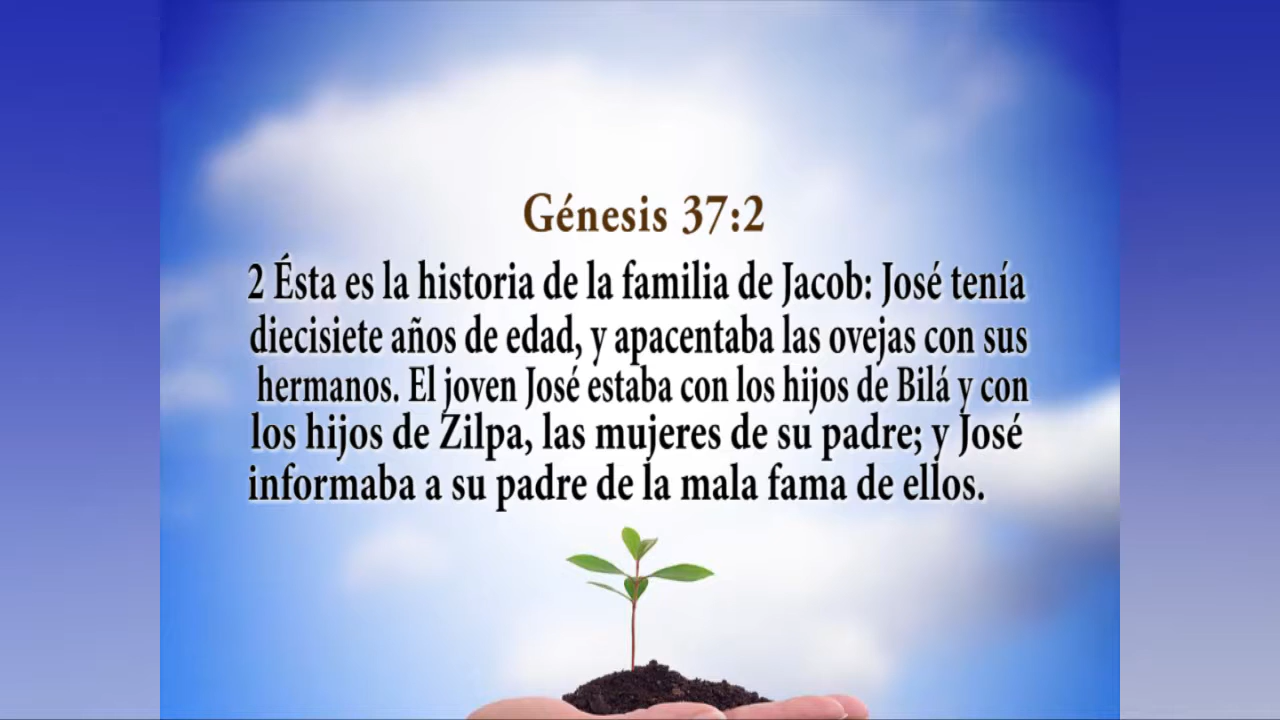 Génesis 37:2
2 Ésta es la historia de la familia de Jacob: José tenía
diecisiete años de edad, y apacentaba las ovejas con sus
hermanos. El joven José estaba con los hijos de Bilá y con
los hijos de Zilpa, las mujeres de su padre; y José
informaba a su padre de la mala fama de ellos.